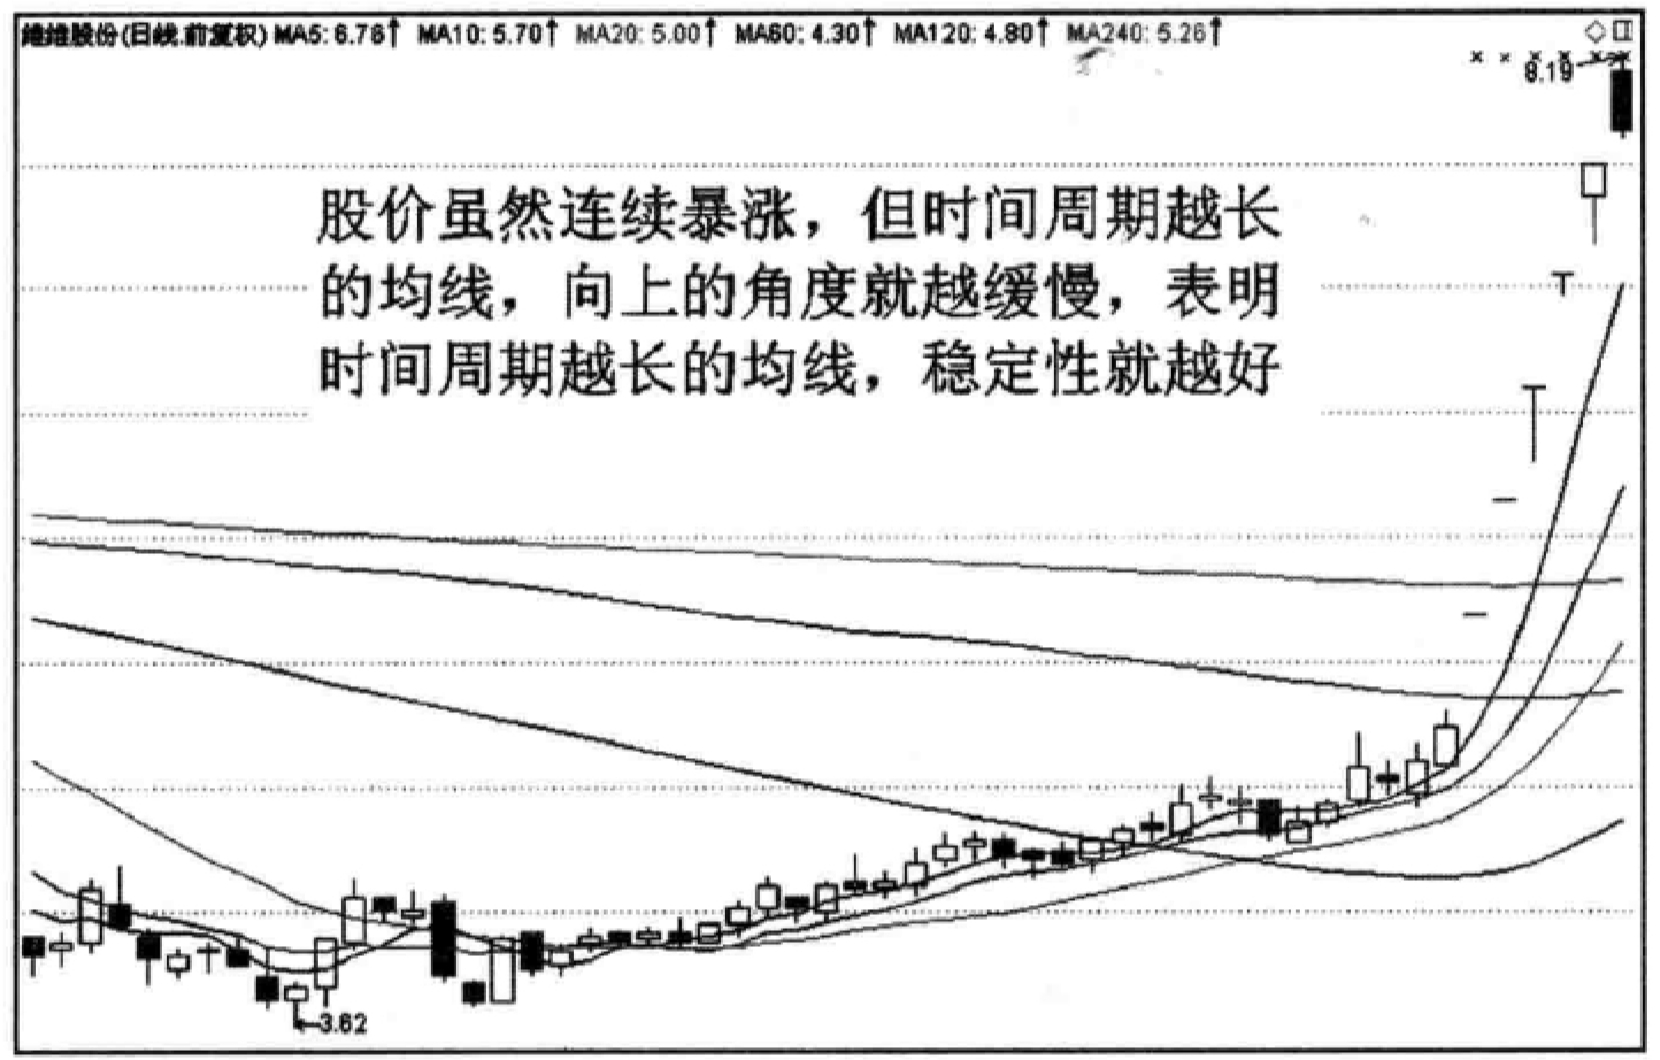 维维股份(日线.前复权) MA5: 6.76↑ MA10: 5.70↑ MA20: 5.00↑ MA60: 4.30↑ MA120: 4.80↑ MA240: 5.26↑
8.19
股价虽然连续暴涨，但时间周期越长
的均线，向上的角度就越缓慢，表明
时间周期越长的均线，稳定性就越好
3.62